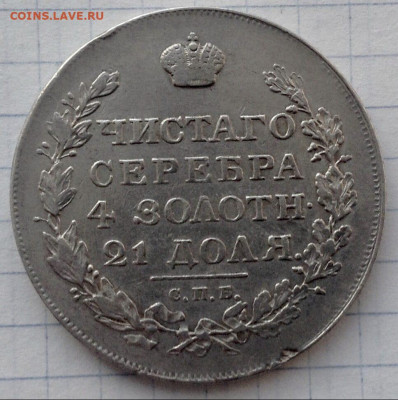 COINS.LAVE.RU
ЧИСТАГО
СЕРЕБРА
4 ЗОЛОТН·
21 ДОЛЯ.
С.П.Б.